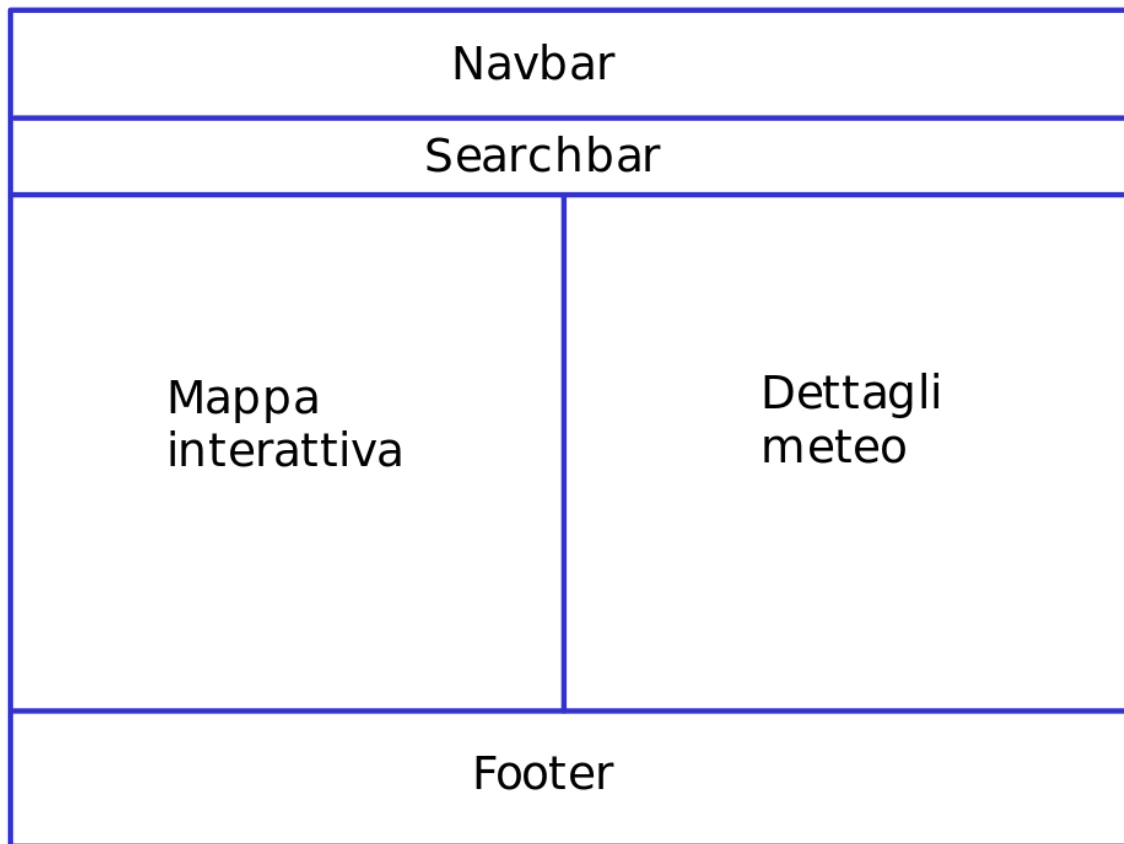 Navbar
Searchbar
Mappa
interattiva
Dettagli
meteo
Footer